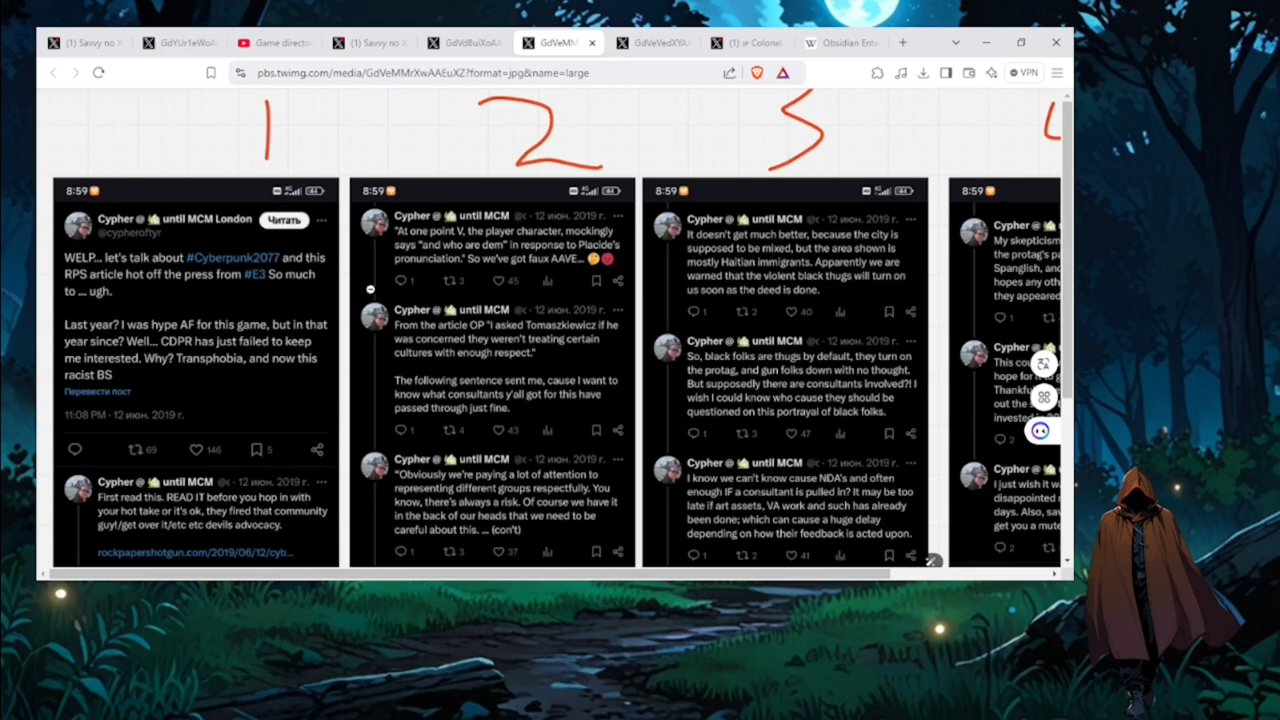 (1) Savvy no X
GdYUr1eWoA
Game director
(1) Savvy no X
GdVd8uiXoAA
GdVeMM
GdVeVedXYA
Colonel
Obsidian Ente
pbs.twimg.com/media/GdVeMMrXwAAEuXZ?format=jpg&name=large
VPN
1
2
3
4
8:59
Cypher @ until MCM London
Читать
@cypheroftyr
WELP... let's talk about #Cyberpunk2077 and this
RPS article hot off the press from #E3 So much
to ... ugh.
Last year? I was hype AF for this game, but in that
year since? Well... CDPR has just failed to keep
me interested. Why? Transphobia, and now this
racist BS
Перевести пост
11:08 PM · 12 июн. 2019 г.
69
146
5
Cypher @ until MCM @c · 12 июн. 2019 г.
First read this. READ IT before you hop in with
your hot take or it's ok, they fired that community
guy!/get over it/etc etc devils advocacy.
rockpapershotgun.com/2019/06/12/cyb...
8:59
Cypher @ until MCM @c · 12 июн. 2019 г.
"At one point V, the player character, mockingly
says “and who are dem” in response to Placide’s
pronunciation." So we've got faux AAVE...
1
3
45
Cypher @ until MCM @c · 12 июн. 2019 г.
From the article OP "I asked Tomaszkiewicz if he
was concerned they weren’t treating certain
cultures with enough respect."
The following sentence sent me, cause I want to
know what consultants y'all got for this have
passed through just fine.
1
4
43
Cypher @ until MCM @c · 12 июн. 2019 г.
“Obviously we’re paying a lot of attention to
representing different groups respectfully. You
know, there’s always a risk. Of course we have it
in the back of our heads that we need to be
careful about this. ... (con't)
1
3
37
8:59
Cypher @ until MCM @c · 12 июн. 2019 г.
It doesn't get much better, because the city is
supposed to be mixed, but the area shown is
mostly Haitian immigrants. Apparently we are
warned that the violent black thugs will turn on
us soon as the deed is done.
1
2
40
Cypher @ until MCM @c · 12 июн. 2019 г.
So, black folks are thugs by default, they turn on
the protag, and gun folks down with no thought.
But supposedly there are consultants involved?! I
wish I could know who cause they should be
questioned on this portrayal of black folks.
1
3
47
Cypher @ until MCM @c · 12 июн. 2019 г.
I know we can't know cause NDA's and often
enough IF a consultant is pulled in? It may be too
late if art assets, VA work and such has already
been done; which can cause a huge delay
depending on how their feedback is acted upon.
1
2
41
8:59
Cypher @
My skepticism
the protag's pa
Spanglish, and
hopes any oth
they appeared
1
Cypher @
This cou
hope for
Thankful
out the
invested
2
Cypher @
I just wish it w
disappointed
days. Also, sav
get you a mute
2